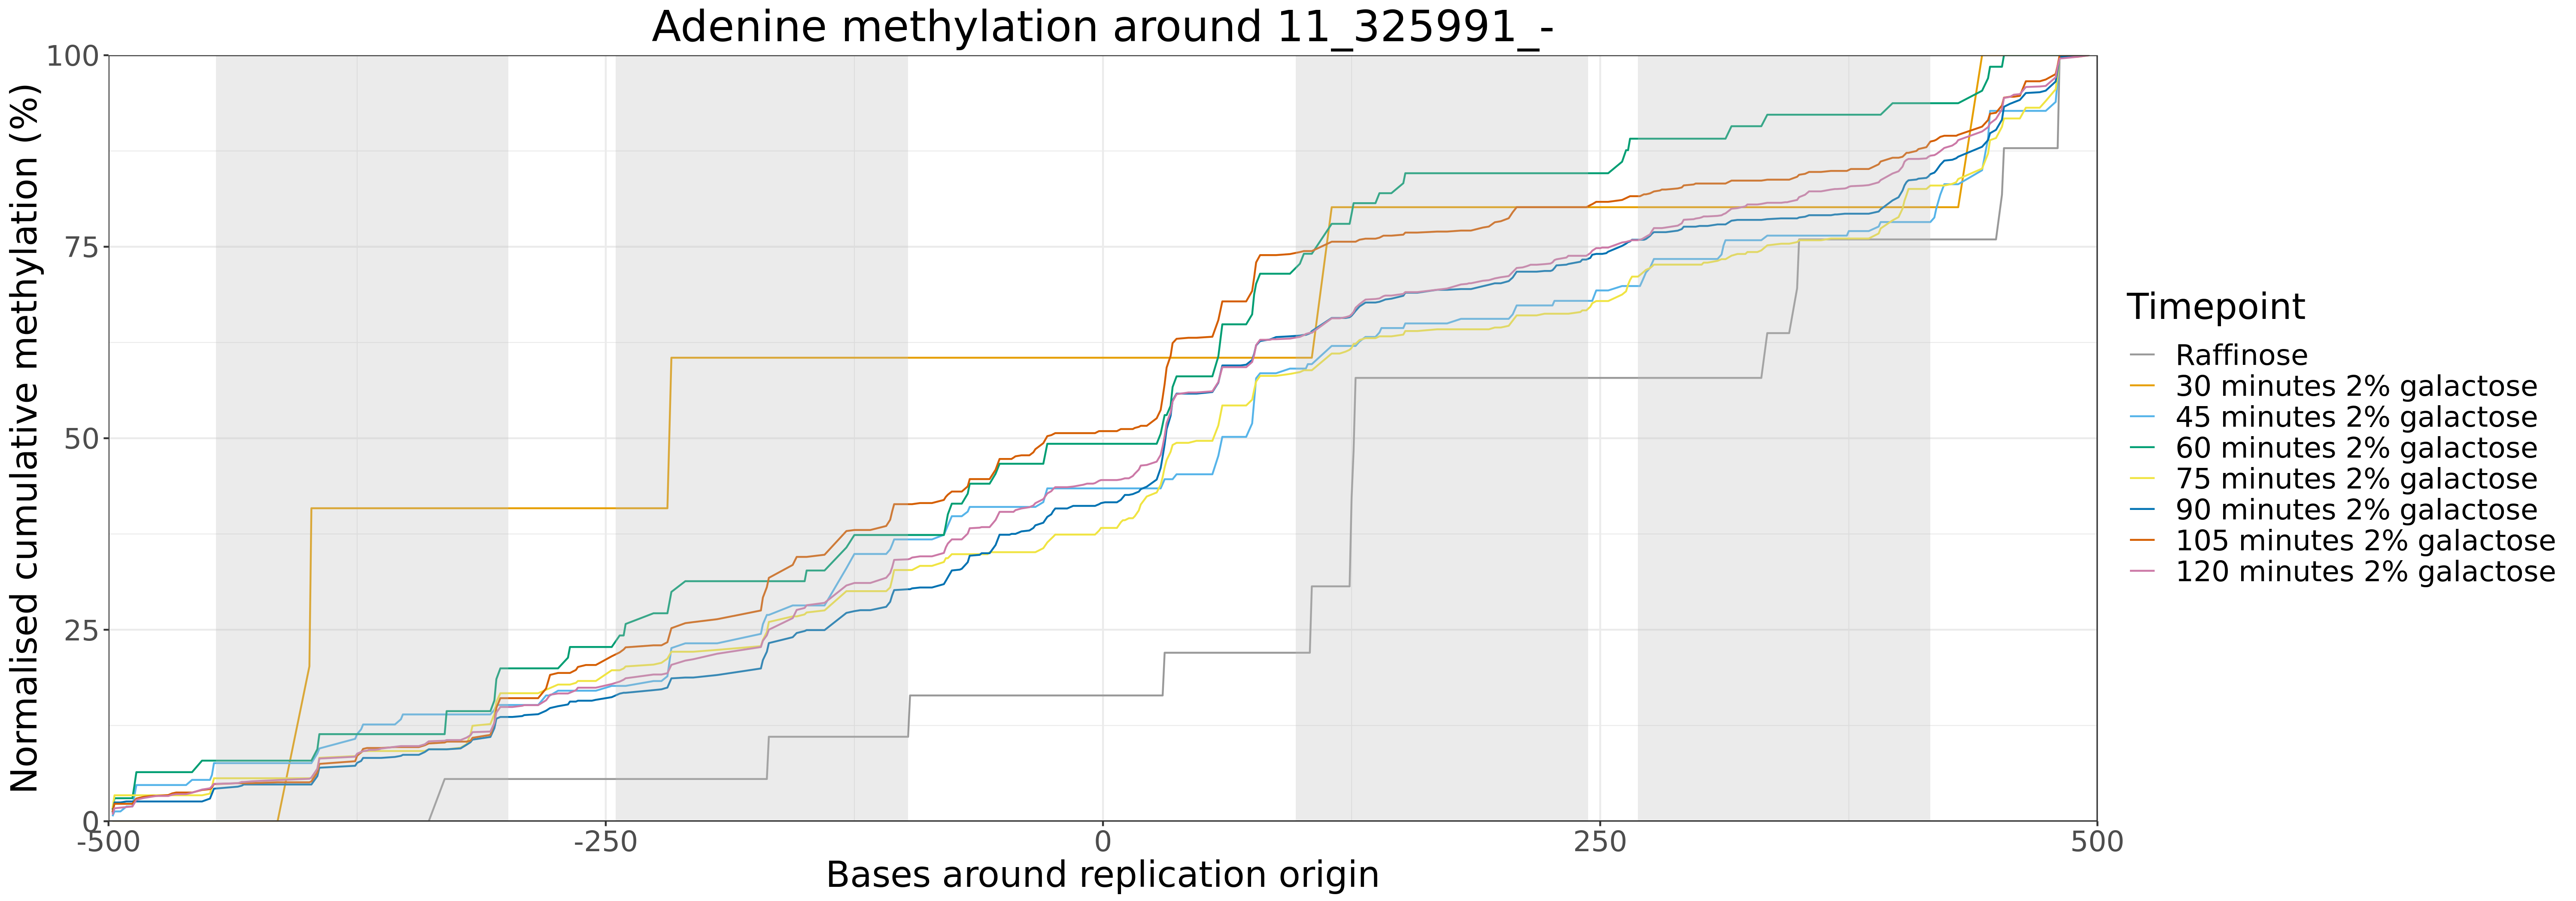 Adenine methylation around 11_325991_-
Normalised cumulative methylation (%)
100
75
50
25
0
-500
-250
0
250
500
Bases around replication origin
Timepoint
Raffinose
30 minutes 2% galactose
45 minutes 2% galactose
60 minutes 2% galactose
75 minutes 2% galactose
90 minutes 2% galactose
105 minutes 2% galactose
120 minutes 2% galactose